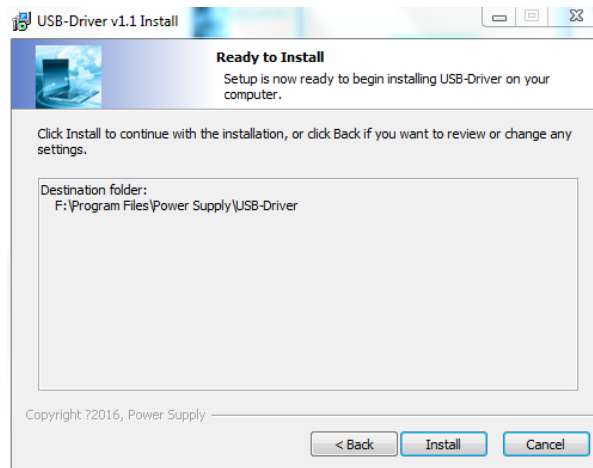 USB-Driver v1.1 Install
Ready to Install
Setup is now ready to begin installing USB-Driver on your
computer.
Click Install to continue with the installation, or click Back if you want to review or change any
settings.
Destination folder:
F:\Program Files\Power Supply\USB-Driver
Copyright ?2016, Power Supply
< Back
Install
Cancel